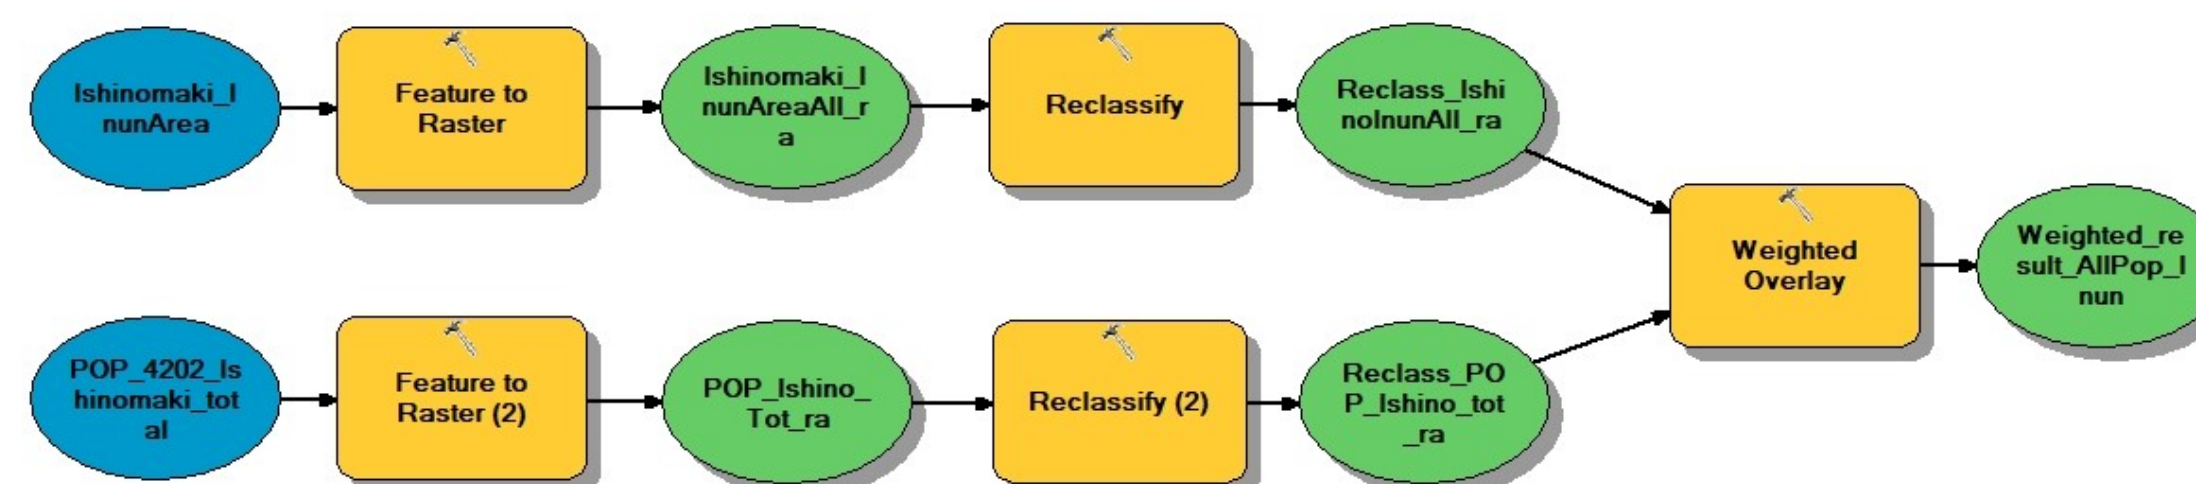 Ishinomaki_I
nunArea
Feature to
Raster
Ishinomaki_I
nunAreaAll_r
a
Reclassify
Reclass_Ishi
noInunAll_ra
Weighted
Overlay
Weighted_re
sult_AllPop_I
nun
POP_4202_Is
hinomaki_tot
al
Feature to
Raster (2)
POP_Ishino_
Tot_ra
Reclassify (2)
Reclass_PO
P_Ishino_tot
_ra